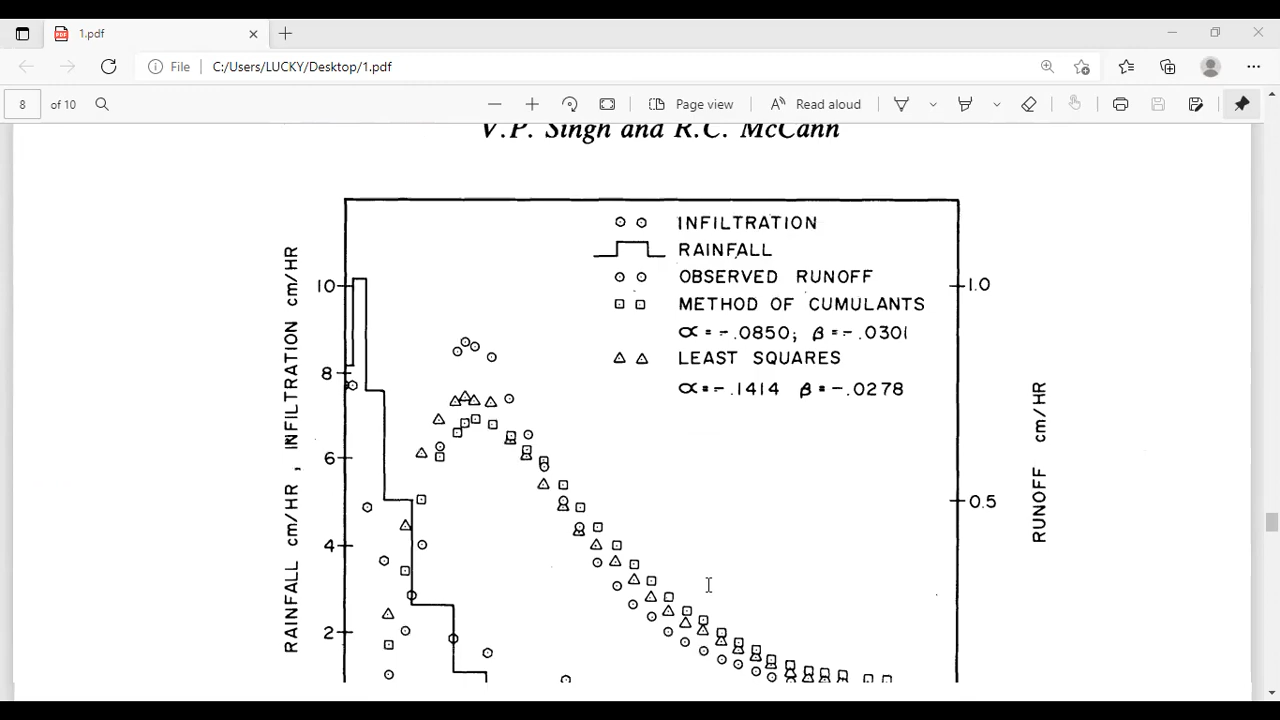 1.pdf
File C:/Users/LUCKY/Desktop/1.pdf
8 of 10 Page view Read aloud
V.P. Singh and R.C. McCann
INFILTRATION
RAINFALL
OBSERVED RUNOFF
METHOD OF CUMULANTS
α = -.0850; β = -.0301
LEAST SQUARES
α = -.1414 β = -.0278
RAINFALL cm/HR, INFILTRATION cm/HR
10
8
6
4
2
1.0
0.5
RUNOFF cm/HR